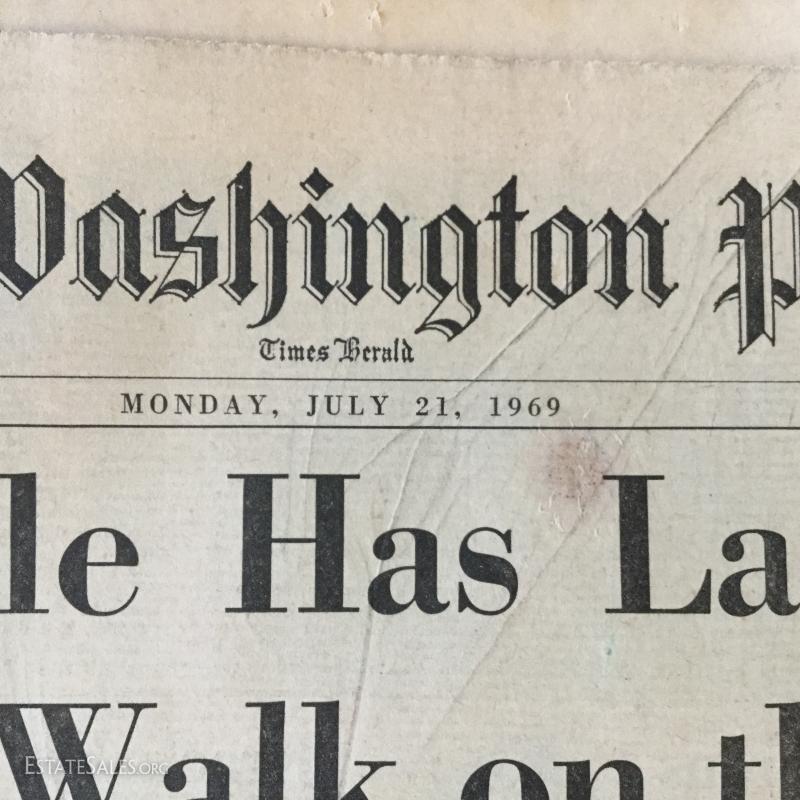 Washington P
Times Herald
MONDAY, JULY 21, 1969
le Has La
Walk on th
ESTATESALES.ORG